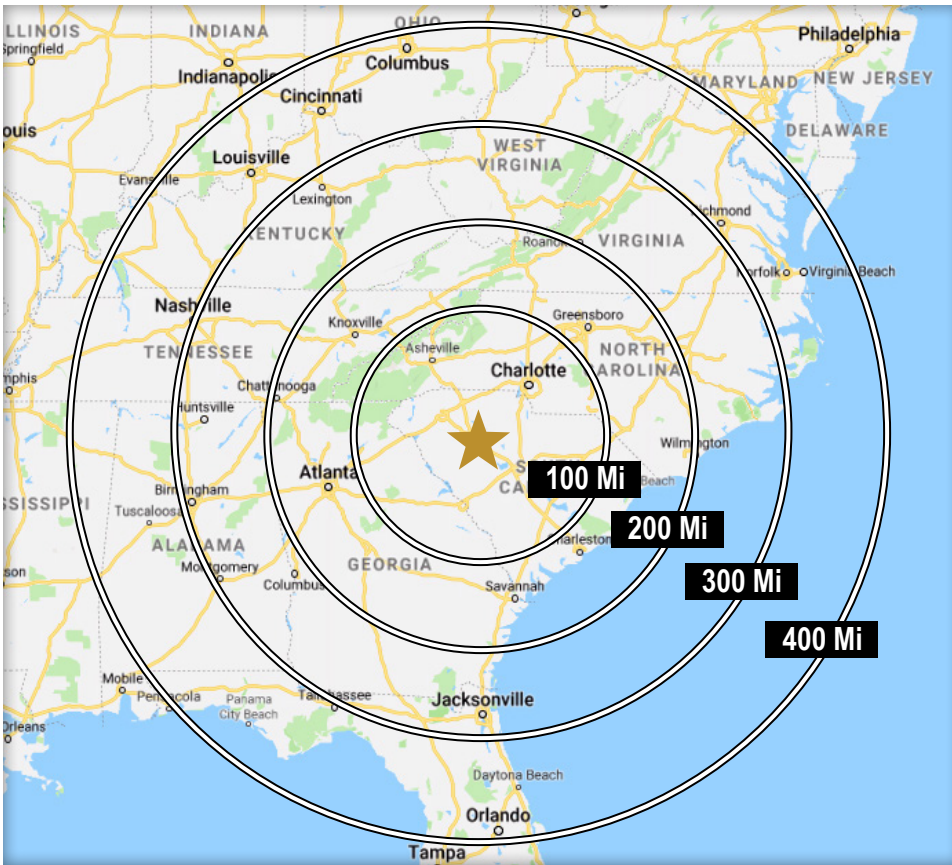 LLINOIS
INDIANA
OHIO
Philadelphia
Springfield
Columbus
Indianapolis
MARYLAND
NEW JERSEY
Cincinnati
ouis
DELAWARE
WEST
VIRGINIA
Louisville
Evansville
Lexington
Richmond
KENTUCKY
Roanoke
VIRGINIA
Norfolk
Virginia Beach
Nashville
Greensboro
Knoxville
TENNESSEE
Asheville
NORTH
CAROLINA
Charlotte
mphis
Chattanooga
Huntsville
Wilmington
Atlanta
100 Mi
Beach
SSISSIPPI
Birmingham
Tuscaloosa
200 Mi
Charleston
ALABAMA
GEORGIA
Montgomery
son
Columbus
Savannah
300 Mi
400 Mi
Mobile
Pensacola
Panama
City Beach
Tallahassee
Jacksonville
Orleans
Daytona Beach
Orlando
Tampa